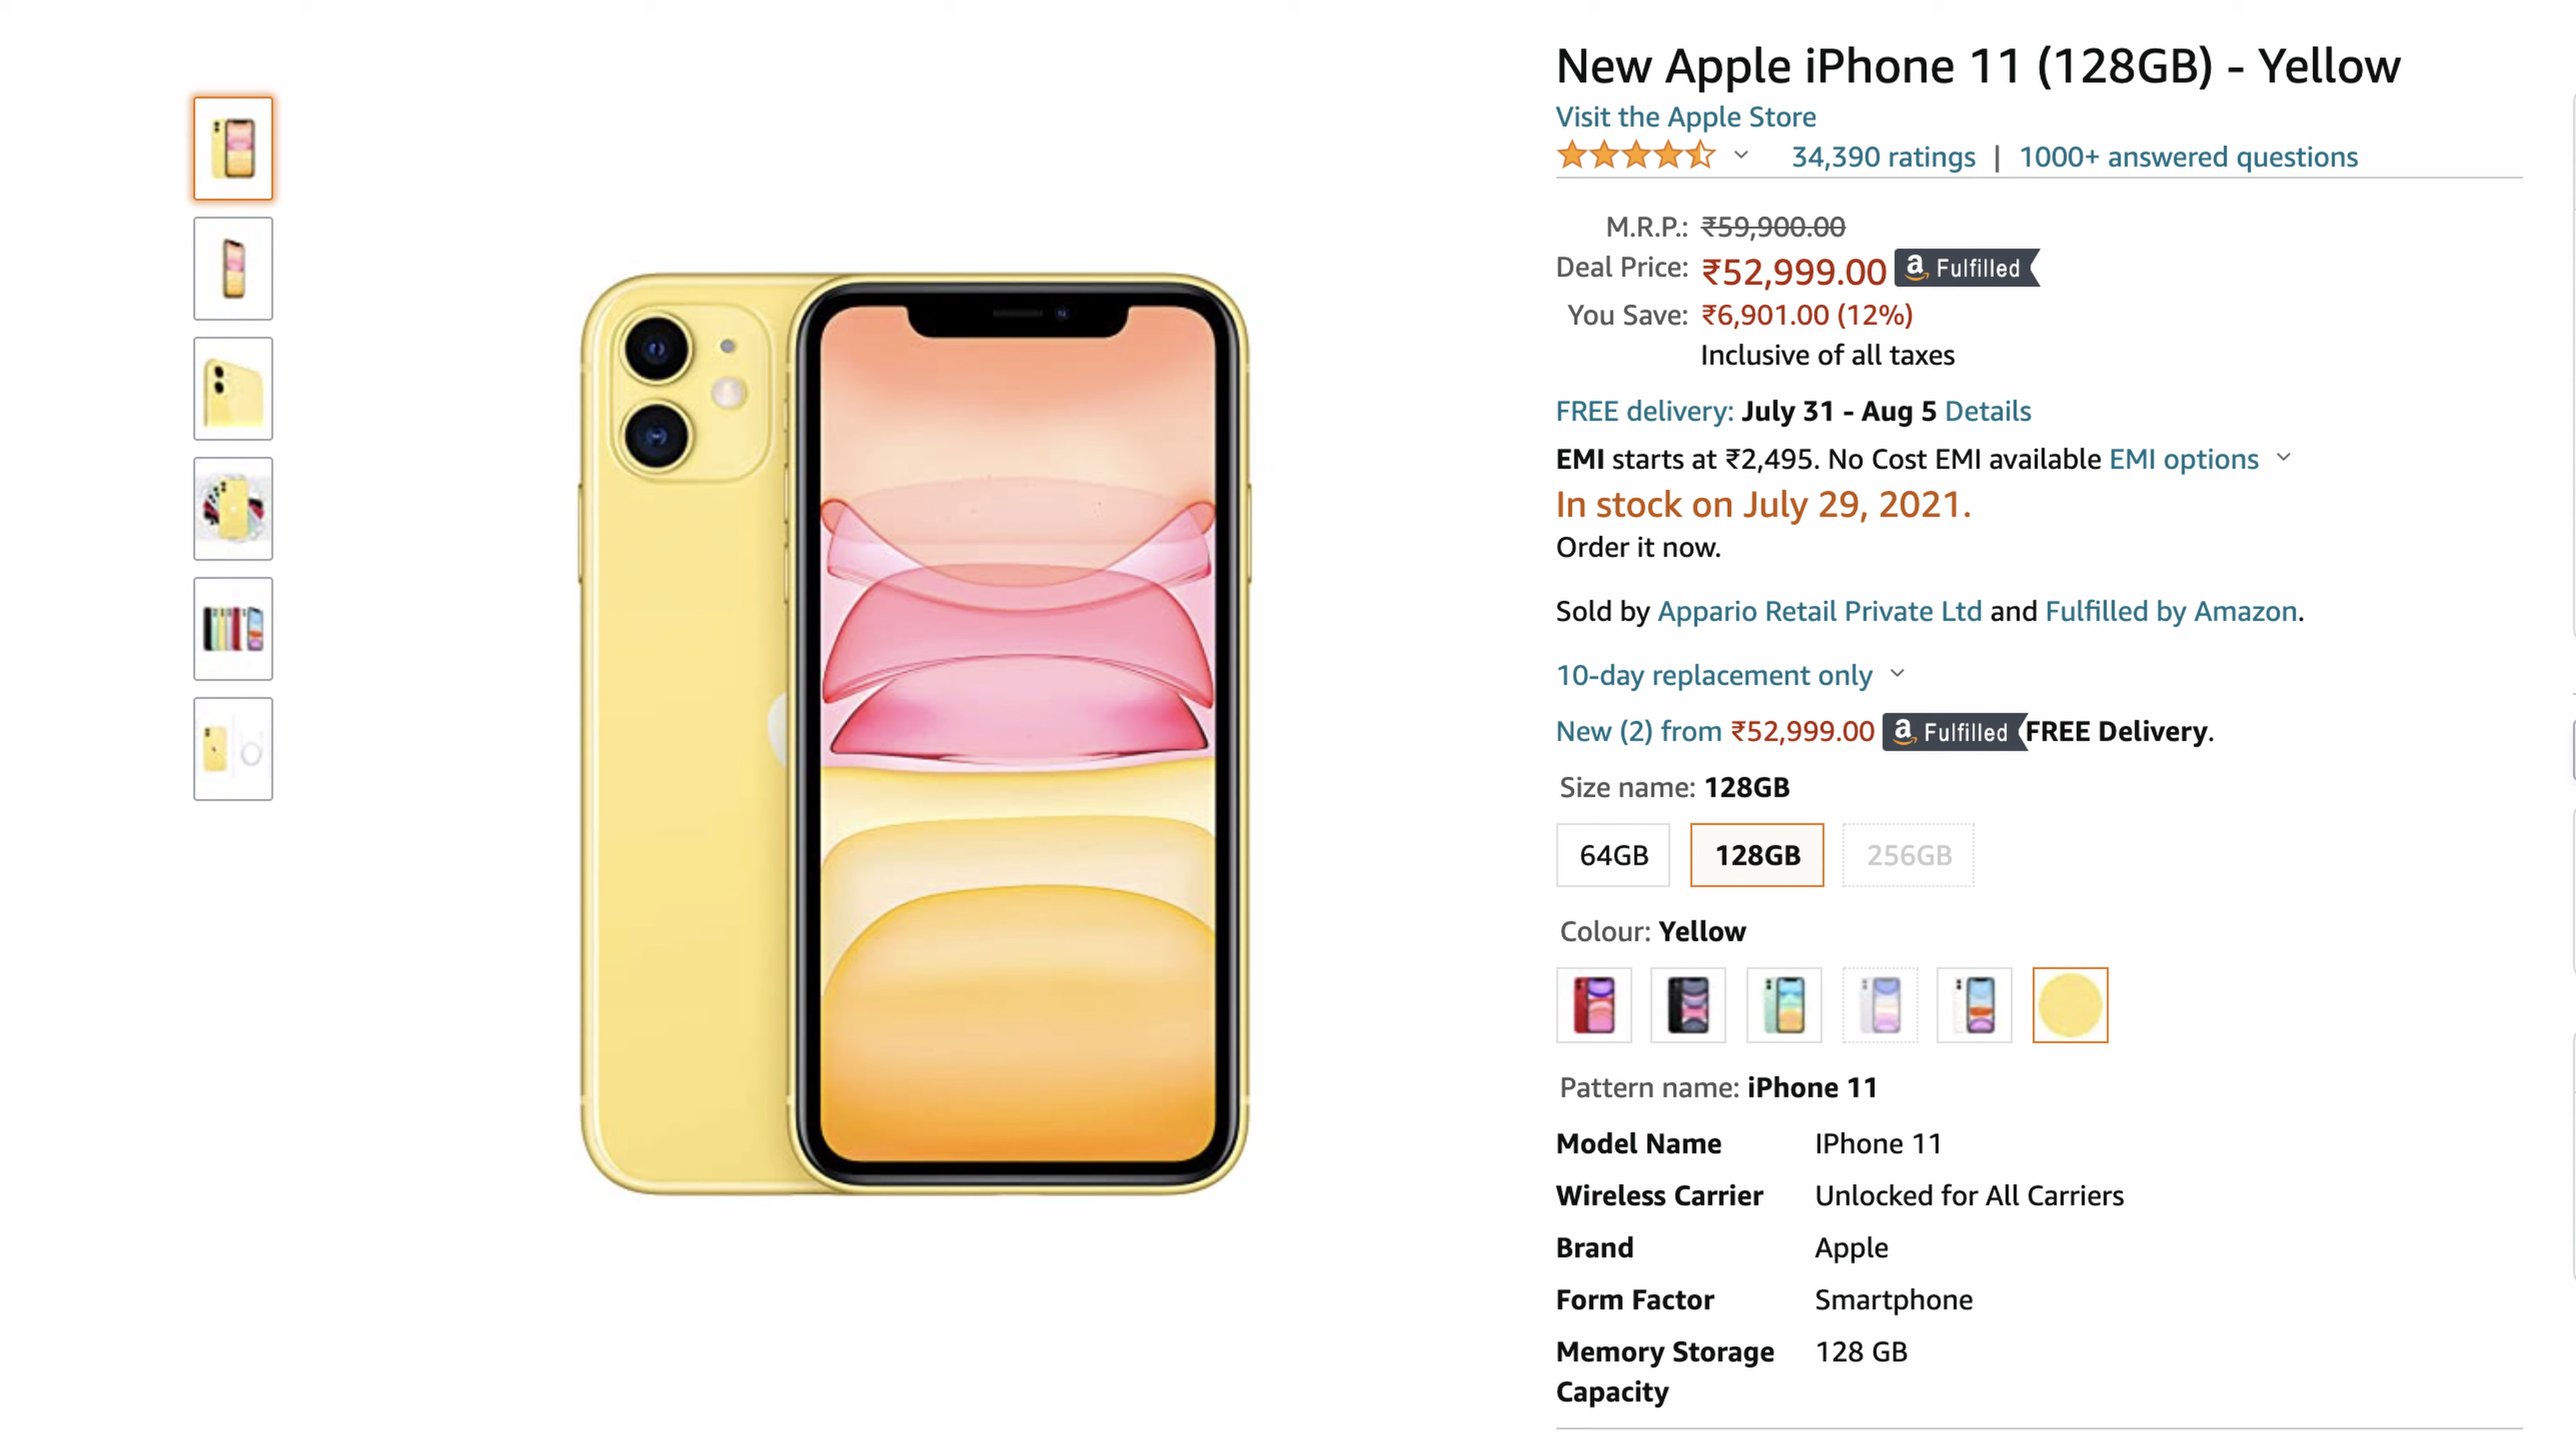 New Apple iPhone 11 (128GB) - Yellow
Visit the Apple Store
34,390 ratings | 1000+ answered questions
M.R.P.: ₹59,900.00
Deal Price: ₹52,999.00 a Fulfilled
You Save: ₹6,901.00 (12%)
Inclusive of all taxes
FREE delivery: July 31 - Aug 5 Details
EMI starts at ₹2,495. No Cost EMI available EMI options
In stock on July 29, 2021.
Order it now.
Sold by Appario Retail Private Ltd and Fulfilled by Amazon.
10-day replacement only
New (2) from ₹52,999.00 a Fulfilled FREE Delivery.
Size name: 128GB
64GB 128GB 256GB
Colour: Yellow
Pattern name: iPhone 11
Model Name IPhone 11
Wireless Carrier Unlocked for All Carriers
Brand Apple
Form Factor Smartphone
Memory Storage 128 GB
Capacity